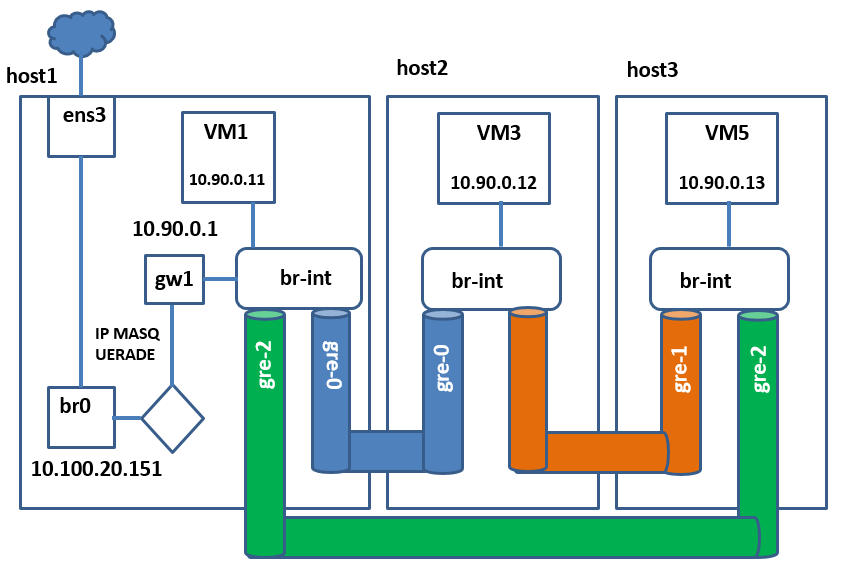 host1
host2
host3
ens3
VM1
10.90.0.11
VM3
10.90.0.12
VM5
10.90.0.13
10.90.0.1
gw1
br-int
br-int
br-int
IP MASQ
UERADE
gre-2
gre-0
gre-0
gre-1
gre-2
br0
10.100.20.151